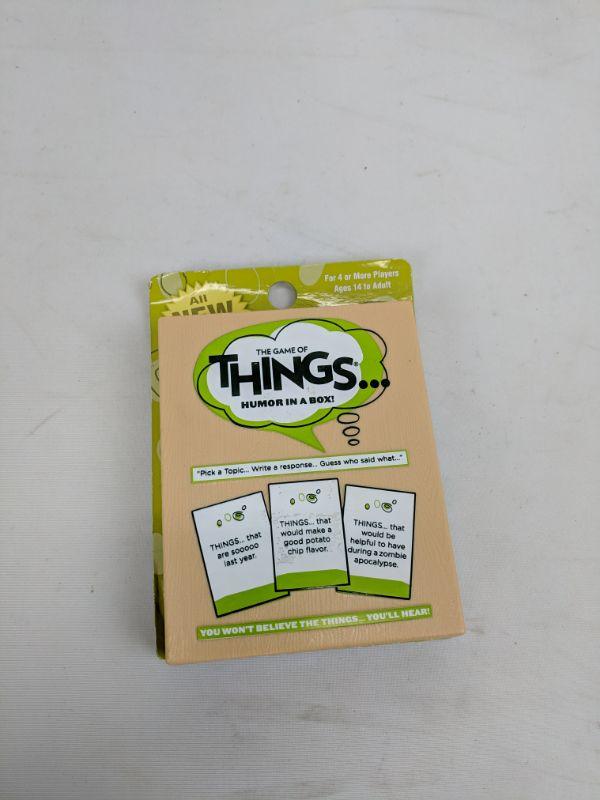 For 4 or More Players
Ages 14 to Adult
All
NEW
THE GAME OF
THINGS®...
HUMOR IN A BOX!
"Pick a Topic... Write a response... Guess who said what..."
THINGS... that
are sooooo
last year.
THINGS... that
would make a
good potato
chip flavor.
THINGS... that
would be
helpful to have
during a zombie
apocalypse.
YOU WON'T BELIEVE THE THINGS... YOU'LL HEAR!